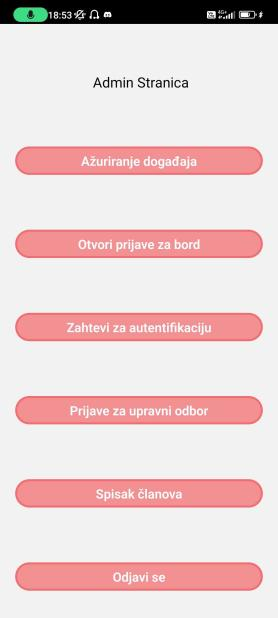 18:53
4G+
Admin Stranica
Ažuriranje događaja
Otvori prijave za bord
Zahtevi za autentifikaciju
Prijave za upravni odbor
Spisak članova
Odjavi se